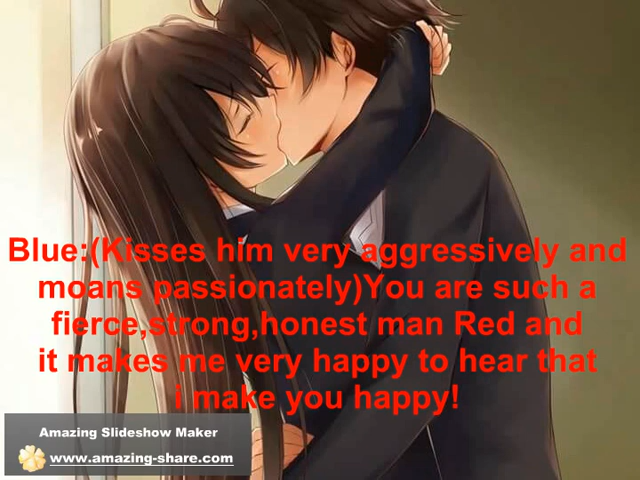 Blue:(Kisses him very aggressively and
moans passionately)You are such a
fierce,strong,honest man Red and
it makes me very happy to hear that
i make you happy!
Amazing Slideshow Maker
www.amazing-share.com